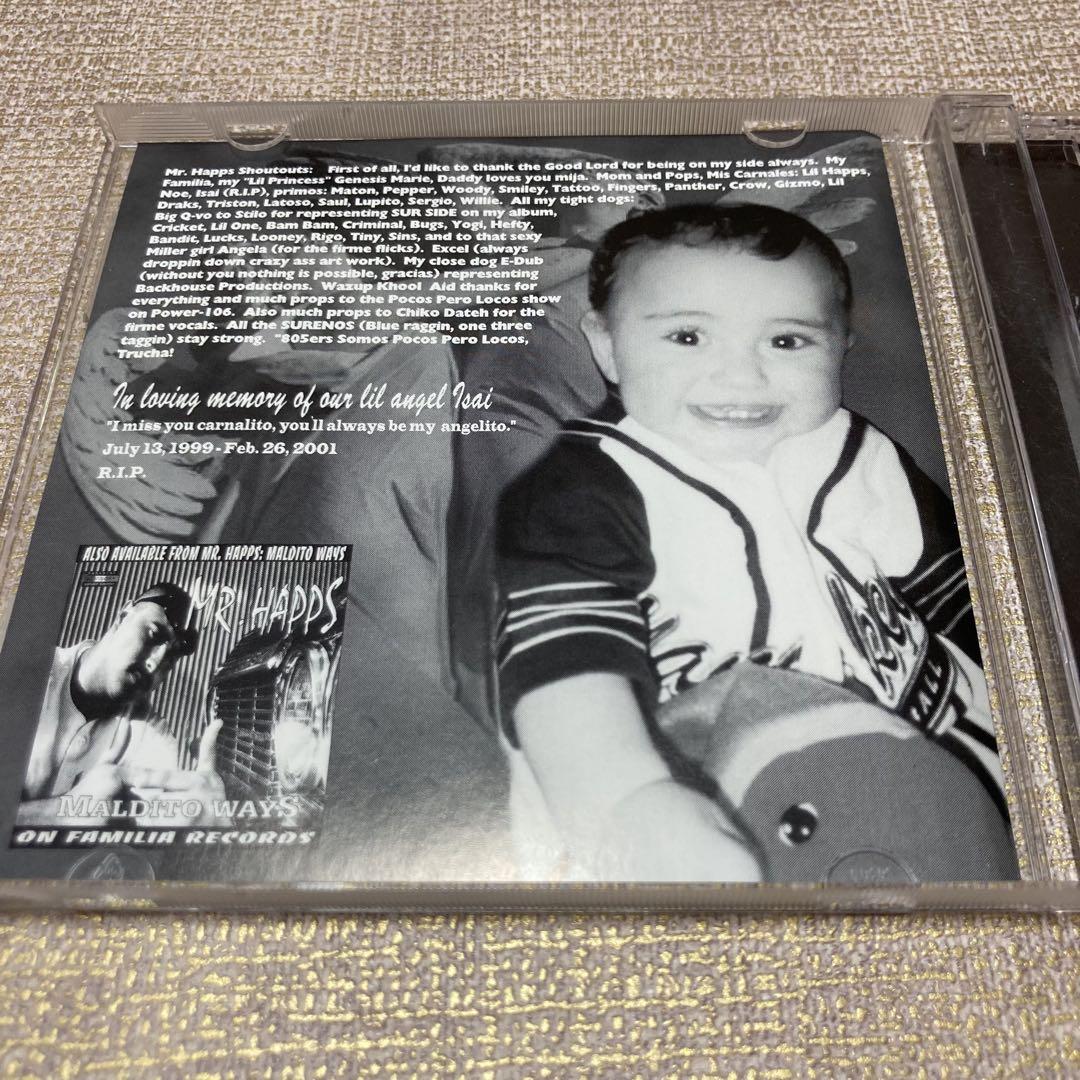 Mr. Happs Shoutouts: First of all, I'd like to thank the Good Lord for being on my side always. My
Familia, my "Lil Princess" Genesis Marie, Daddy loves you mija. Mom and Pops, Mis Carnales: Lil Happs,
Noo, Isai (R.I.P), primos: Maton, Pepper, Woody, Smiley, Tattoo, Fingers, Panther, Crow, Gizmo, Lil
Draks, Triston, Latoso, Saul, Lupito, Sergio, Willie. All my tight dogs:
Big Q-vo to Stilo for representing SUR SIDE on my album,
Cricket, Lil One, Bam Bam, Criminal, Bugs, Yogi, Hefty,
Bandit, Lucks, Looney, Rigo, Tiny, Sins, and to that sexy
Miller girl Angela (for the firme flicks). Excel (always
droppin down crazy ass art work). My close dog E-Dub
(without you nothing is possible, gracias) representing
Backhouse Productions. Wazup Khool Aid thanks for
everything and much props to the Pocos Pero Locos show
on Power-106. Also much props to Chiko Dateh for the
firme vocals. All the SURENOS (Blue raggin, one three
taggin) stay strong. "805ers Somos Pocos Pero Locos,
Trucha!
In loving memory of our lil angel Isai
"I miss you carnalito, you'll always be my angelito."
July 13, 1999 - Feb. 26, 2001
R.I.P.
ALSO AVAILABLE FROM MR. HAPPS: MALDITO WAYS
MR. HAPPS
MALDITO WAYS
ON FAMILIA RECORDS